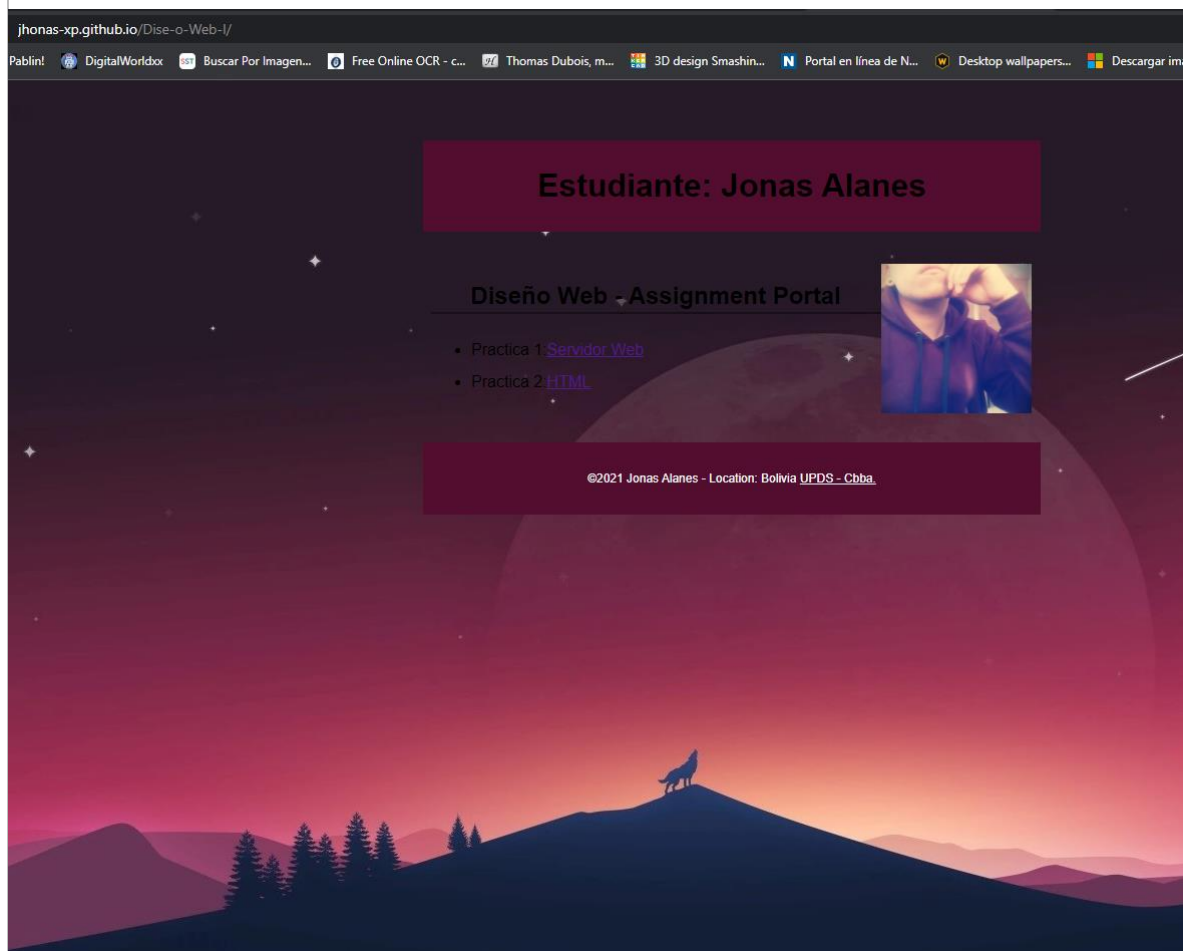 jhonas-xp.github.io/Dise-o-Web-I/
Pablin! DigitalWorldxx SST Buscar Por Imagen... Free Online OCR - c... Thomas Dubois, m... 3D design Smashin... N Portal en línea de N... W Desktop wallpapers... Descargar ima
Estudiante: Jonas Alanes
Diseño Web - Assignment Portal
• Practica 1:Servidor Web
• Practica 2:HTML
©2021 Jonas Alanes - Location: Bolivia UPDS - Cbba.